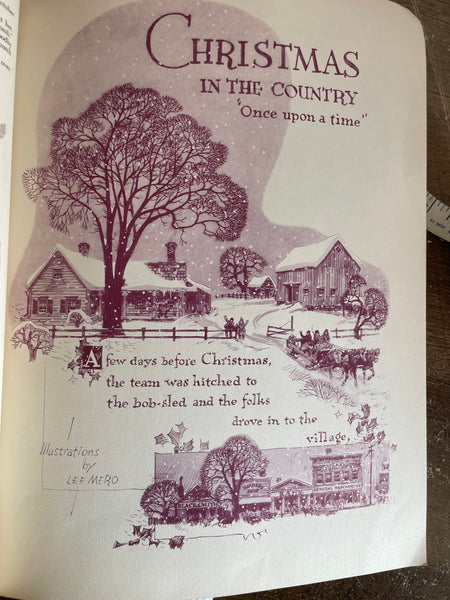 CHRISTMAS
IN THE COUNTRY
"Once upon a time"
A few days before Christmas,
the team was hitched to
the bob-sled and the folks
drove in to the
village,
Illustrations
by
LEE MERO
over